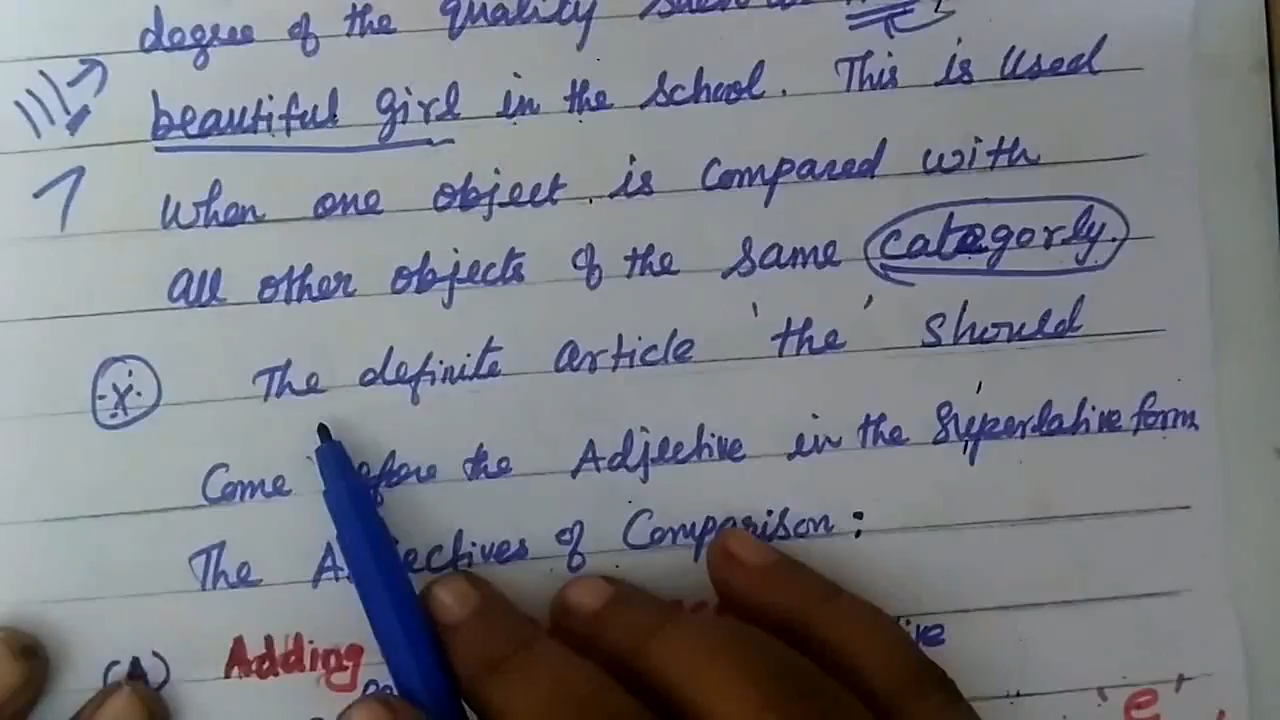 degree of the quality
beautiful girl in the school. This is used
When one object is compared with
all other objects of the same categorly.
The definite article 'the' should
Come before the Adjective in the Superlative form
The Adjectives of Comparison:
(A) Adding
'e'